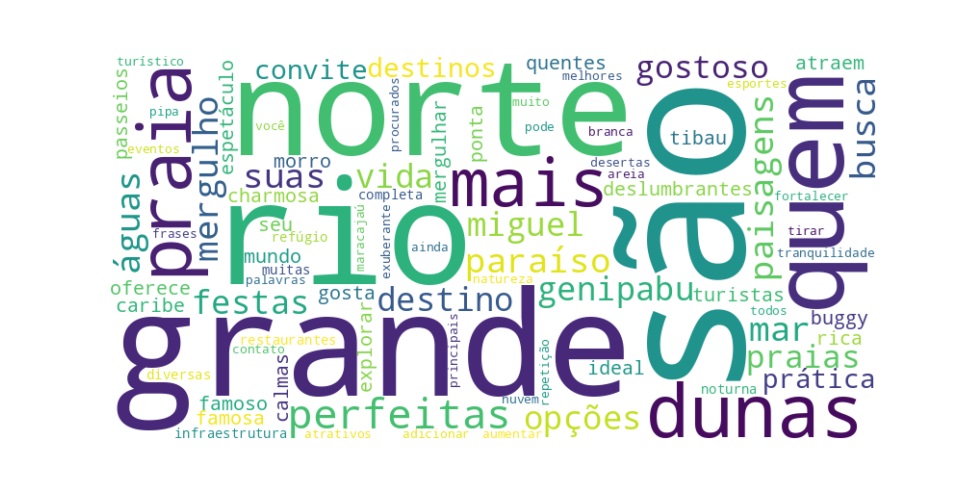 turístico
convite
destinos
quentes
melhores
gostoso
atraem
passeios
praia
espetáculo
norte
procurados
muito
esportes
pipa
você
mergulhar
ponta
pode
branca
são
tibau
paisagens
quem
busca
eventos
mergulho
morro
suas
vida
mais
desertas
areia
deslumbrantes
fortalecer
águas
charmosa
completa
rio
seu
refúgio
maracajaú
exuberante
ainda
miguel
tirar
frases
mundo
muitas
palavras
paraíso
natureza
tranquilidade
oferece
caribe
festas
gosta
destino
genipabu
turistas
todos
buggy
grande
restaurantes
contato
explorar
principais
repetição
mar
rica
praias
diversas
calmas
ideal
prática
noturna
famoso
famosa
perfeitas
nuvem
opções
dunas
infraestrutura
atrativos
adicionar
aumentar